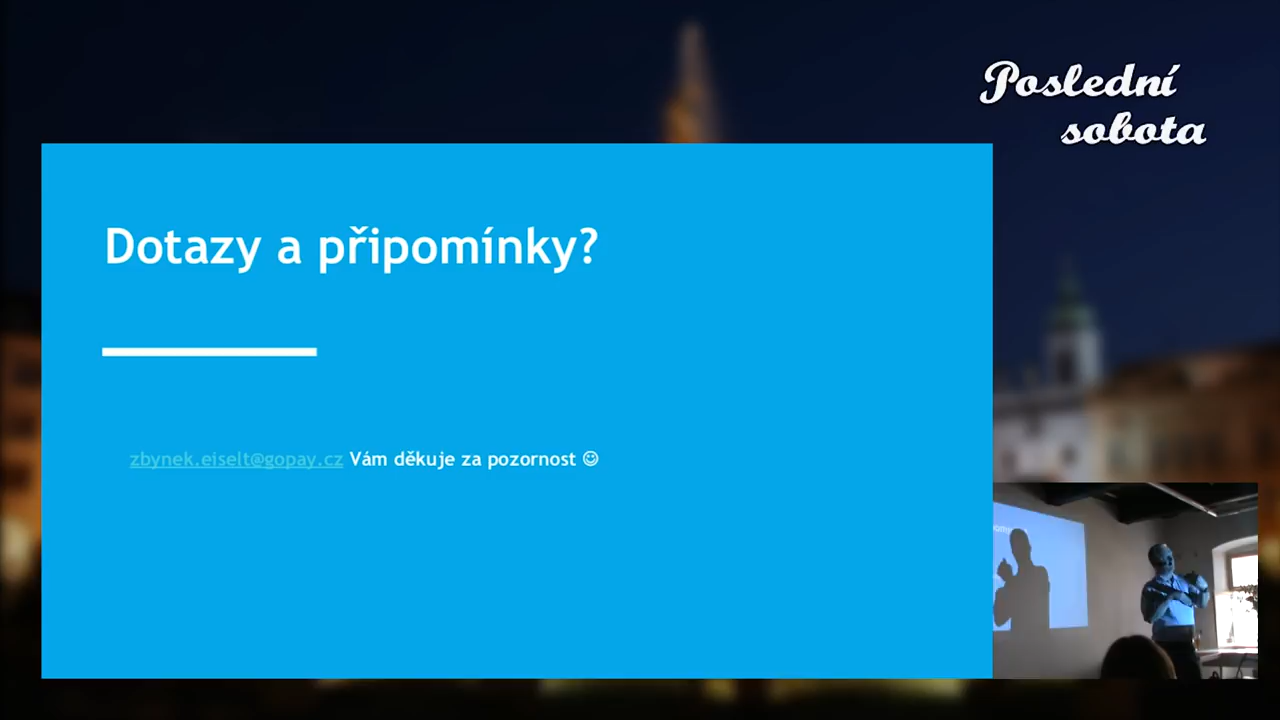 Poslední
sobota
Dotazy a připomínky?
zbynek.eiselt@gopay.cz Vám děkuje za pozornost ☺